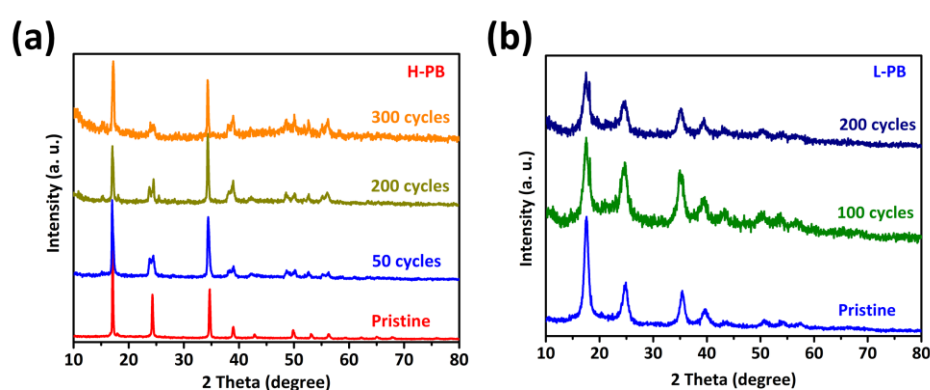 (a)
H-PB
300 cycles
200 cycles
50 cycles
Pristine
Intensity (a. u.)
10 20 30 40 50 60 70 80
2 Theta (degree)
(b)
L-PB
200 cycles
100 cycles
Pristine
Intensity (a. u.)
10 20 30 40 50 60 70 80
2 Theta (degree)